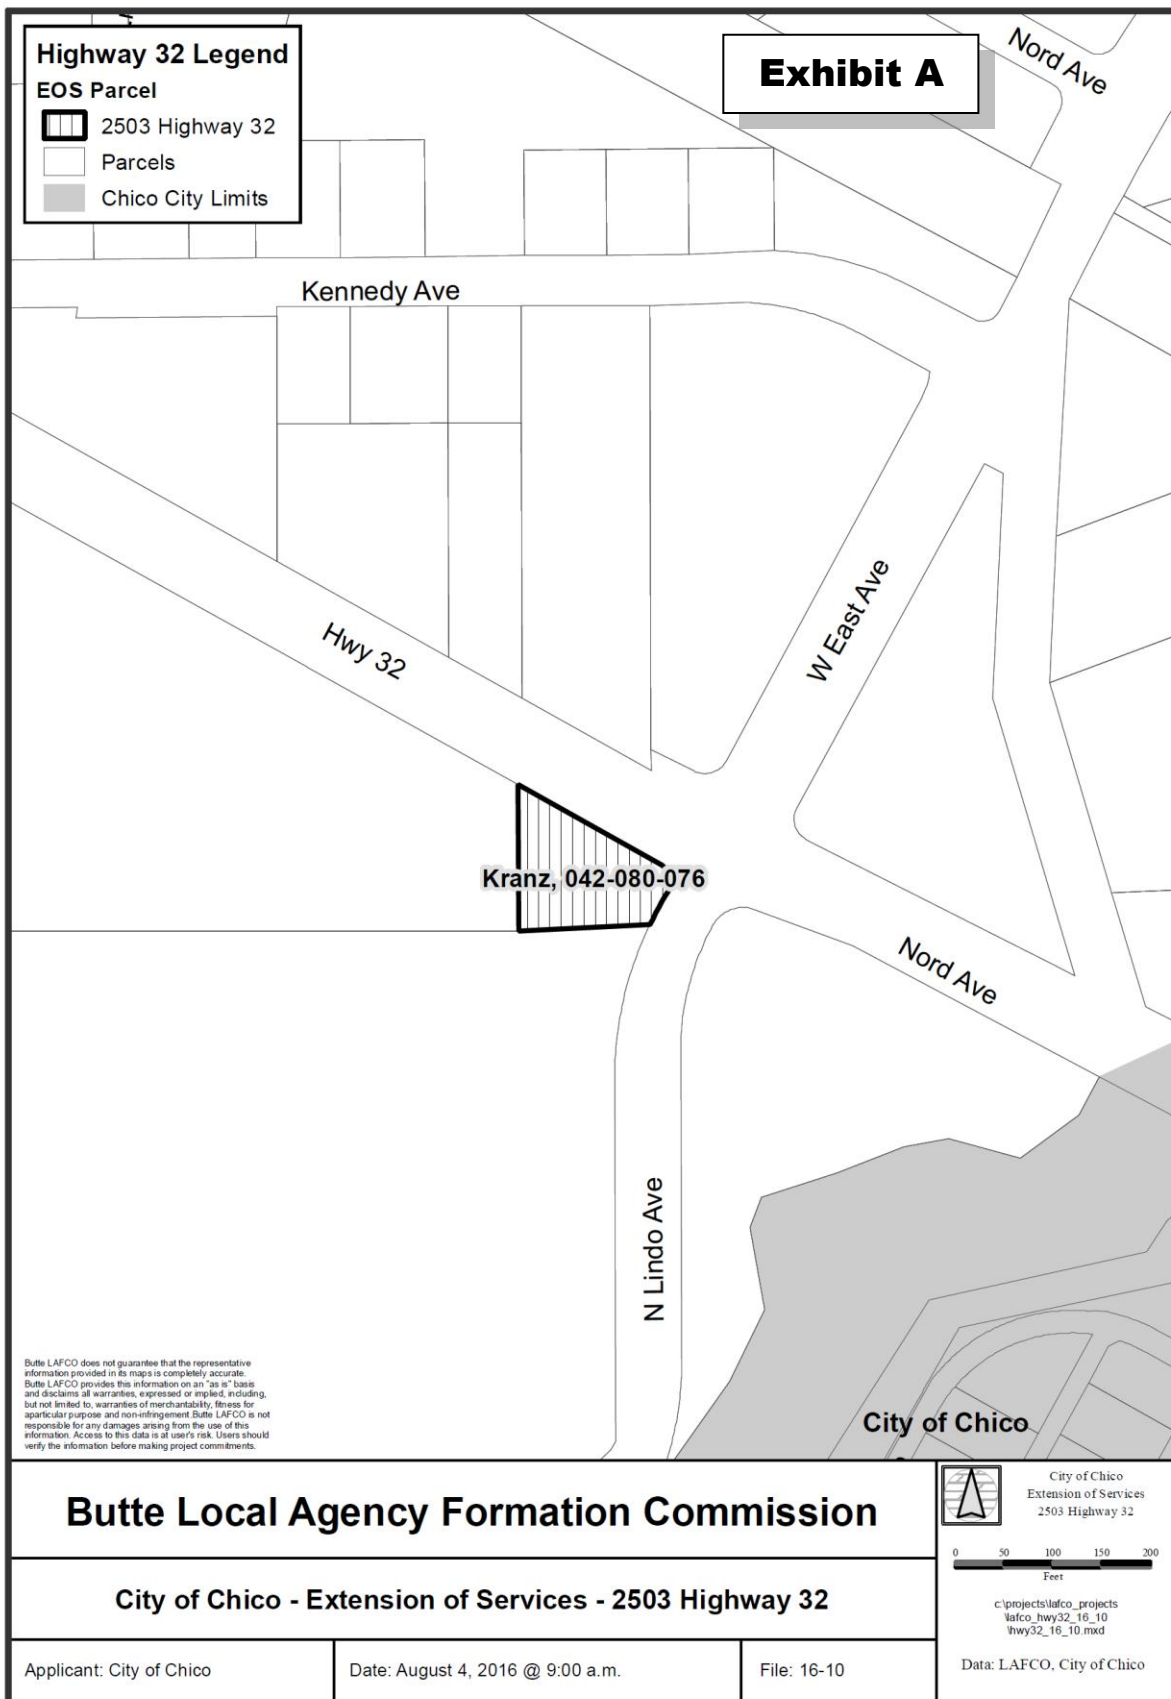 Highway 32 Legend
EOS Parcel
2503 Highway 32
Parcels
Chico City Limits
Exhibit A
Nord Ave
Kennedy Ave
Hwy 32
W East Ave
Kranz, 042-080-076
Nord Ave
N Lindo Ave
City of Chico
Butte LAFCO does not guarantee that the representative
information provided in its maps is completely accurate.
Butte LAFCO provides this information on an "as is" basis
and disclaims all warranties, expressed or implied, including,
but not limited to, warranties of merchantability, fitness for
aparticular purpose and non-infringement.Butte LAFCO is not
responsible for any damages arising from the use of this
information. Access to this data is at user's risk. Users should
verify the information before making project commitments.
Butte Local Agency Formation Commission
City of Chico - Extension of Services - 2503 Highway 32
Applicant: City of Chico
Date: August 4, 2016 @ 9:00 a.m.
File: 16-10
City of Chico
Extension of Services
2503 Highway 32
0 50 100 150 200
Feet
c:\projects\lafco_projects
\lafco_hwy32_16_10
\hwy32_16_10.mxd
Data: LAFCO, City of Chico